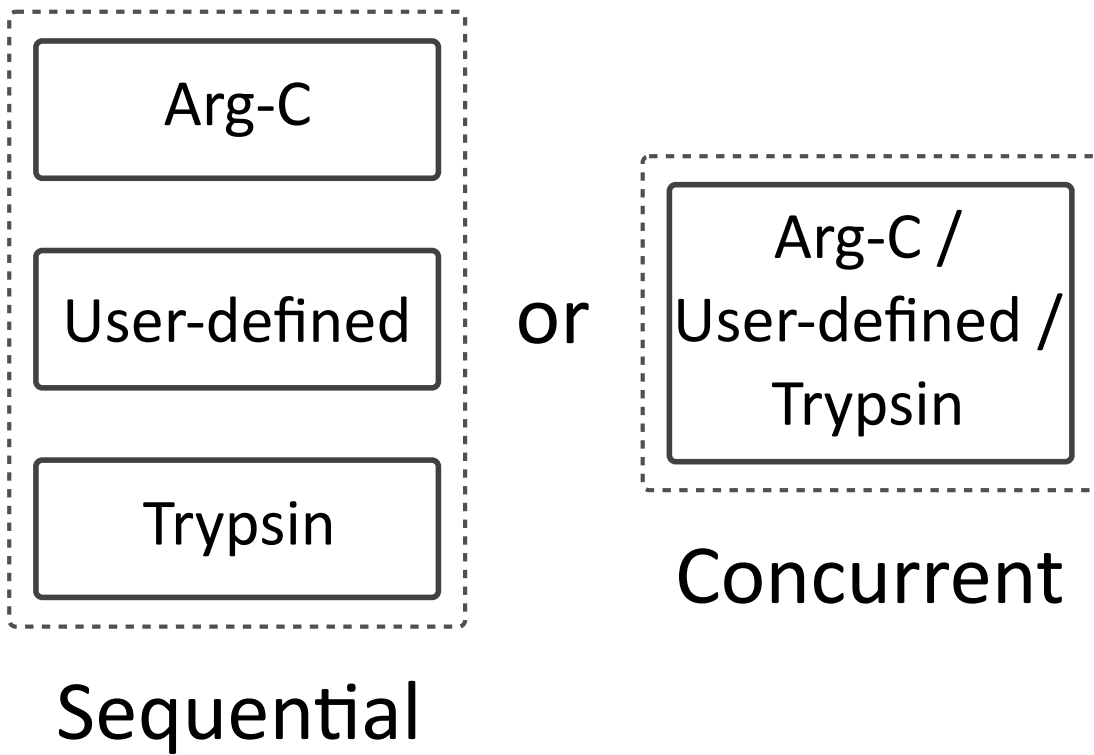 Arg-C
User-defined
Trypsin
Sequential
or
Arg-C /
User-defined /
Trypsin
Concurrent